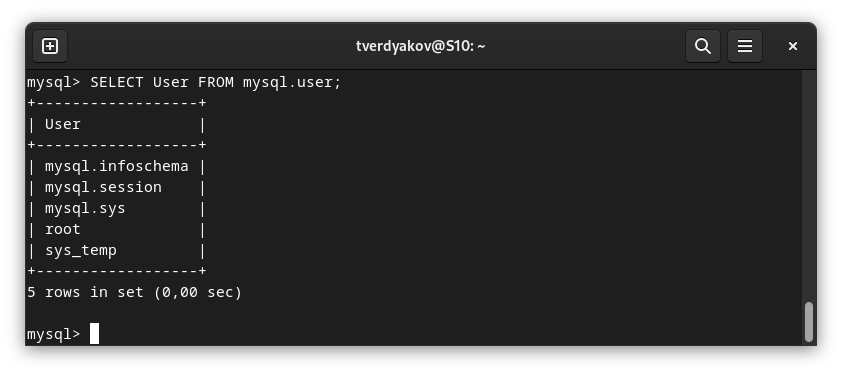 tverdyakov@S10: ~
mysql> SELECT User FROM mysql.user;
+------------------+
| User             |
+------------------+
| mysql.infoschema |
| mysql.session    |
| mysql.sys        |
| root             |
| sys_temp         |
+------------------+
5 rows in set (0,00 sec)
mysql>